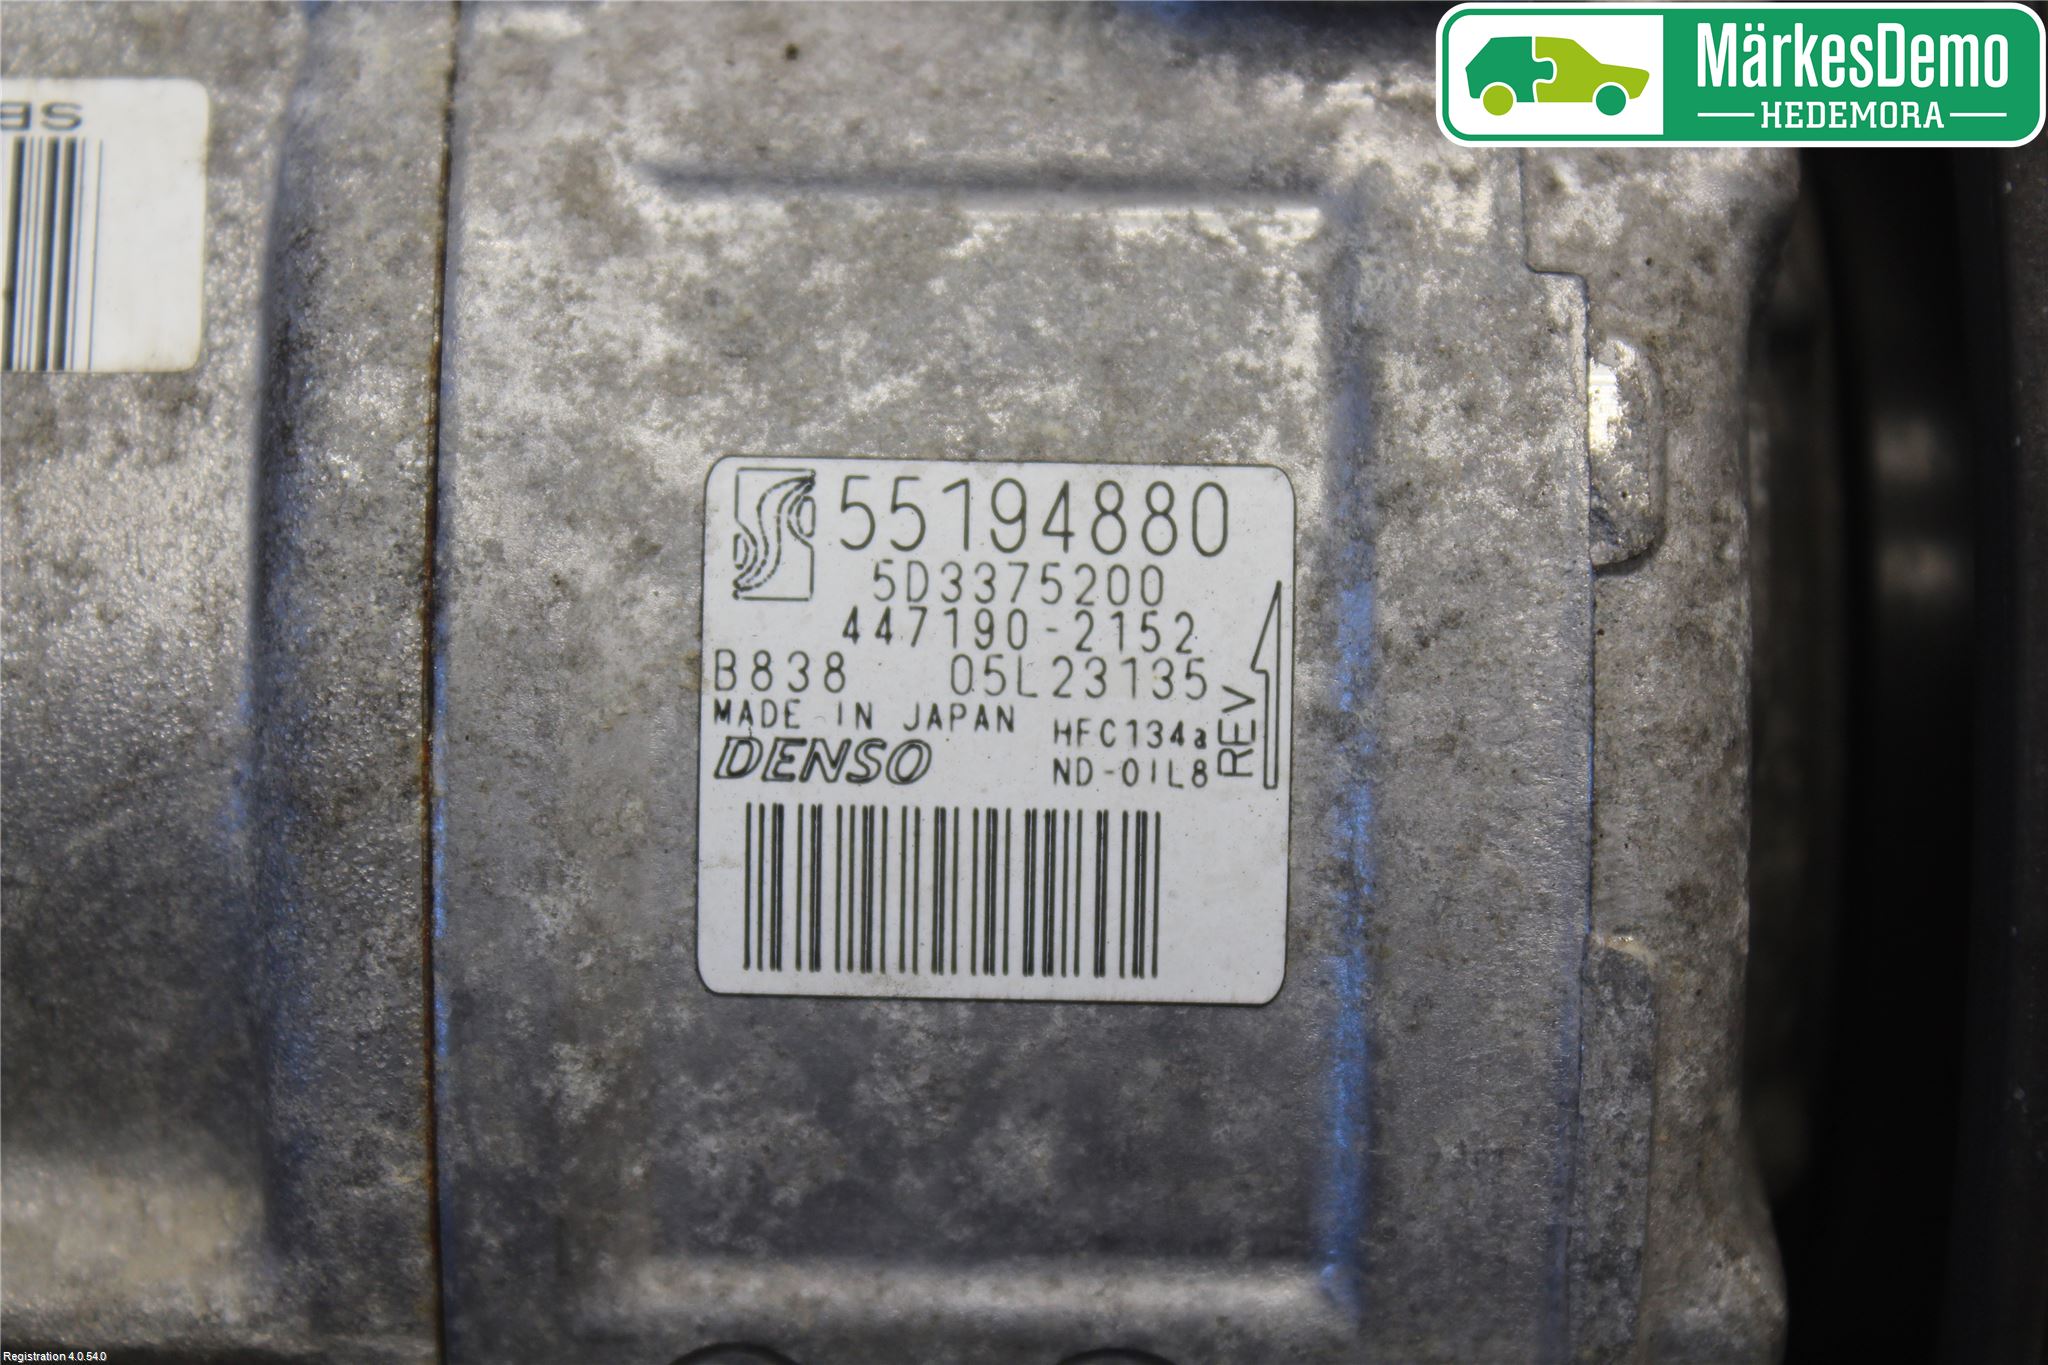 MärkesDemo
HEDEMORA
SB
55194880
5D3375200
447190-2152
B838 05L23135
MADE IN JAPAN HFC134a
DENSO ND-OIL8
REV
Registration 4.0.54.0